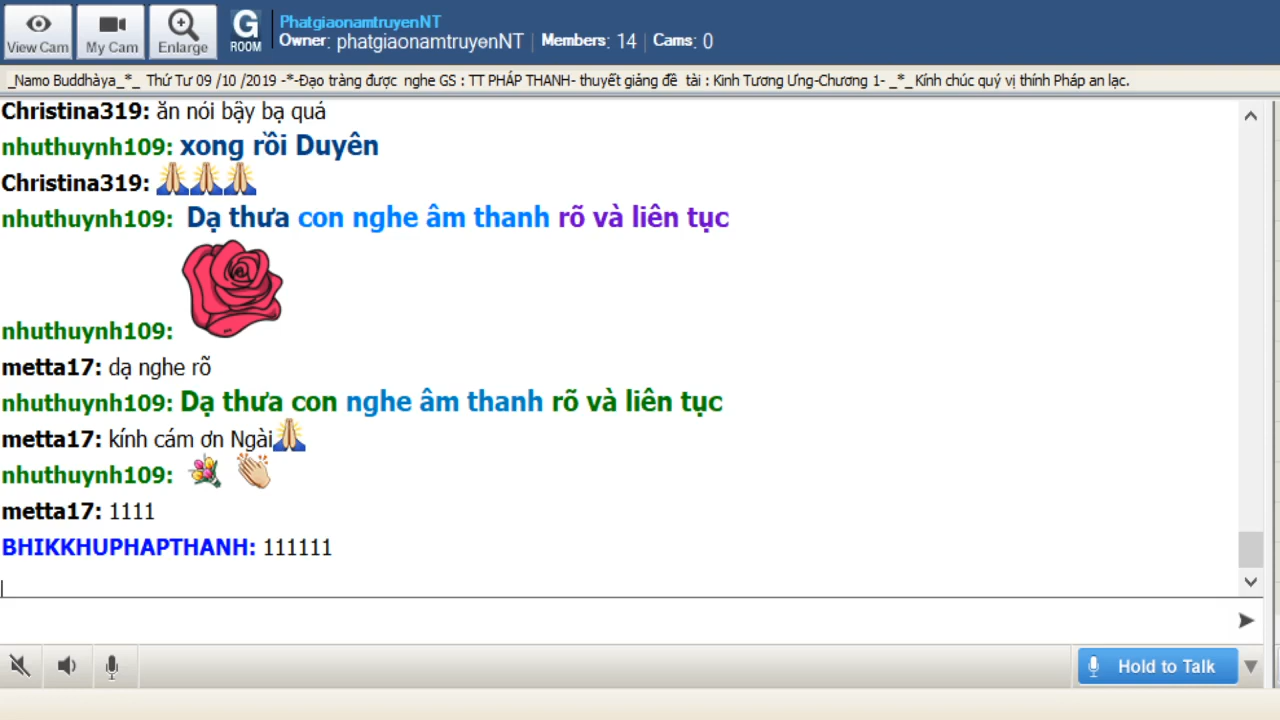 View Cam
My Cam
Enlarge
G
ROOM
PhatgiaonamtruyenNT
Owner: phatgiaonamtruyenNT | Members: 14 | Cams: 0
_Namo Buddhàya_*_ Thứ Tư 09 /10 /2019 -*-Đạo tràng được nghe GS : TT PHÁP THANH- thuyết giảng đề tài : Kinh Tương Ưng-Chương 1- _*_ Kính chúc quý vị thính Pháp an lạc.
Christina319: ăn nói bậy bạ quá
nhuthuynh109: xong rồi Duyên
Christina319: 🙏🙏🙏
nhuthuynh109: Dạ thưa con nghe âm thanh rõ và liên tục
nhuthuynh109:
metta17: dạ nghe rõ
nhuthuynh109: Dạ thưa con nghe âm thanh rõ và liên tục
metta17: kính cám ơn Ngài🙏
nhuthuynh109: 💐 👏
metta17: 1111
BHIKKHUPHAPTHANH: 111111
Hold to Talk